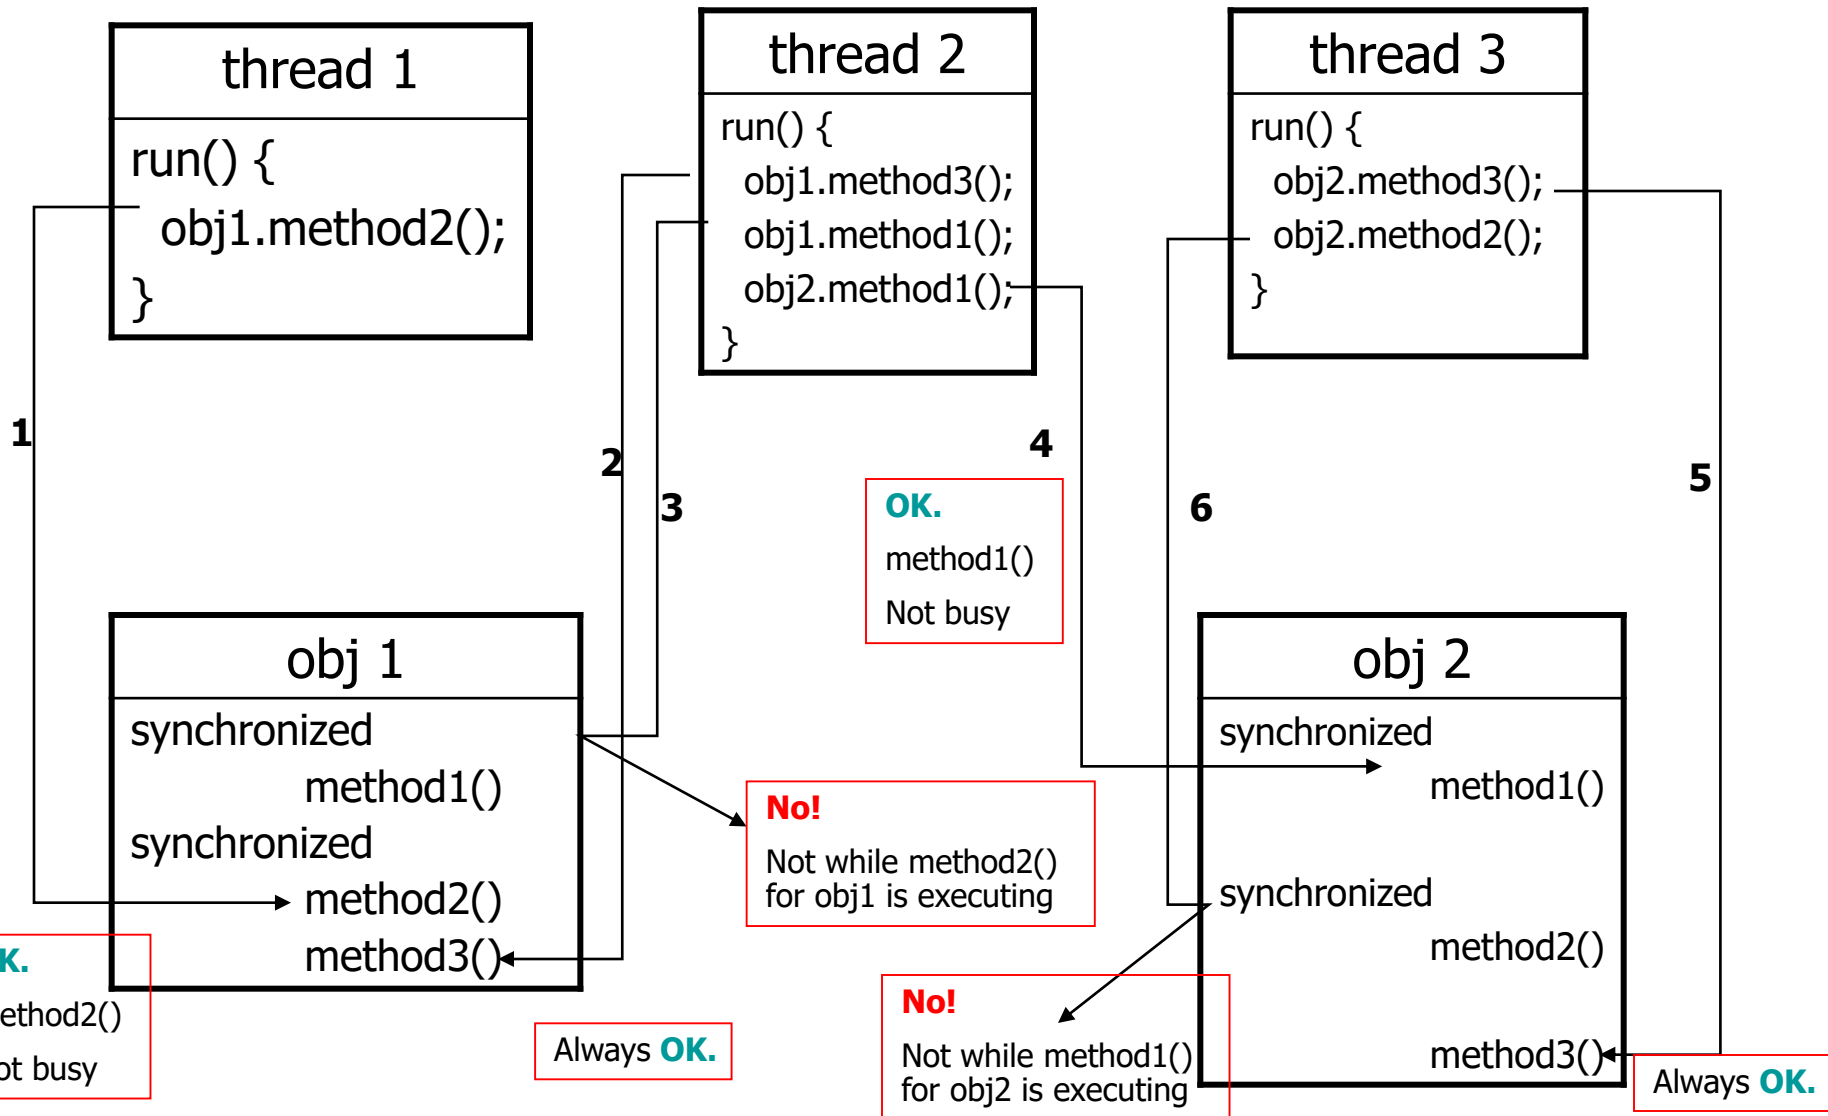 thread 1
run() {
obj1.method2();
}
thread 2
run() {
obj1.method3();
obj1.method1();
obj2.method1();
}
thread 3
run() {
obj2.method3();
obj2.method2();
}
1
2
3
4
6
5
OK.
method1()
Not busy
obj 1
synchronized
method1()
synchronized
method2()
method3()
No!
Not while method2()
for obj1 is executing
obj 2
synchronized
method1()
synchronized
method2()
method3()
K.
ethod2()
ot busy
Always OK.
No!
Not while method1()
for obj2 is executing
Always OK.